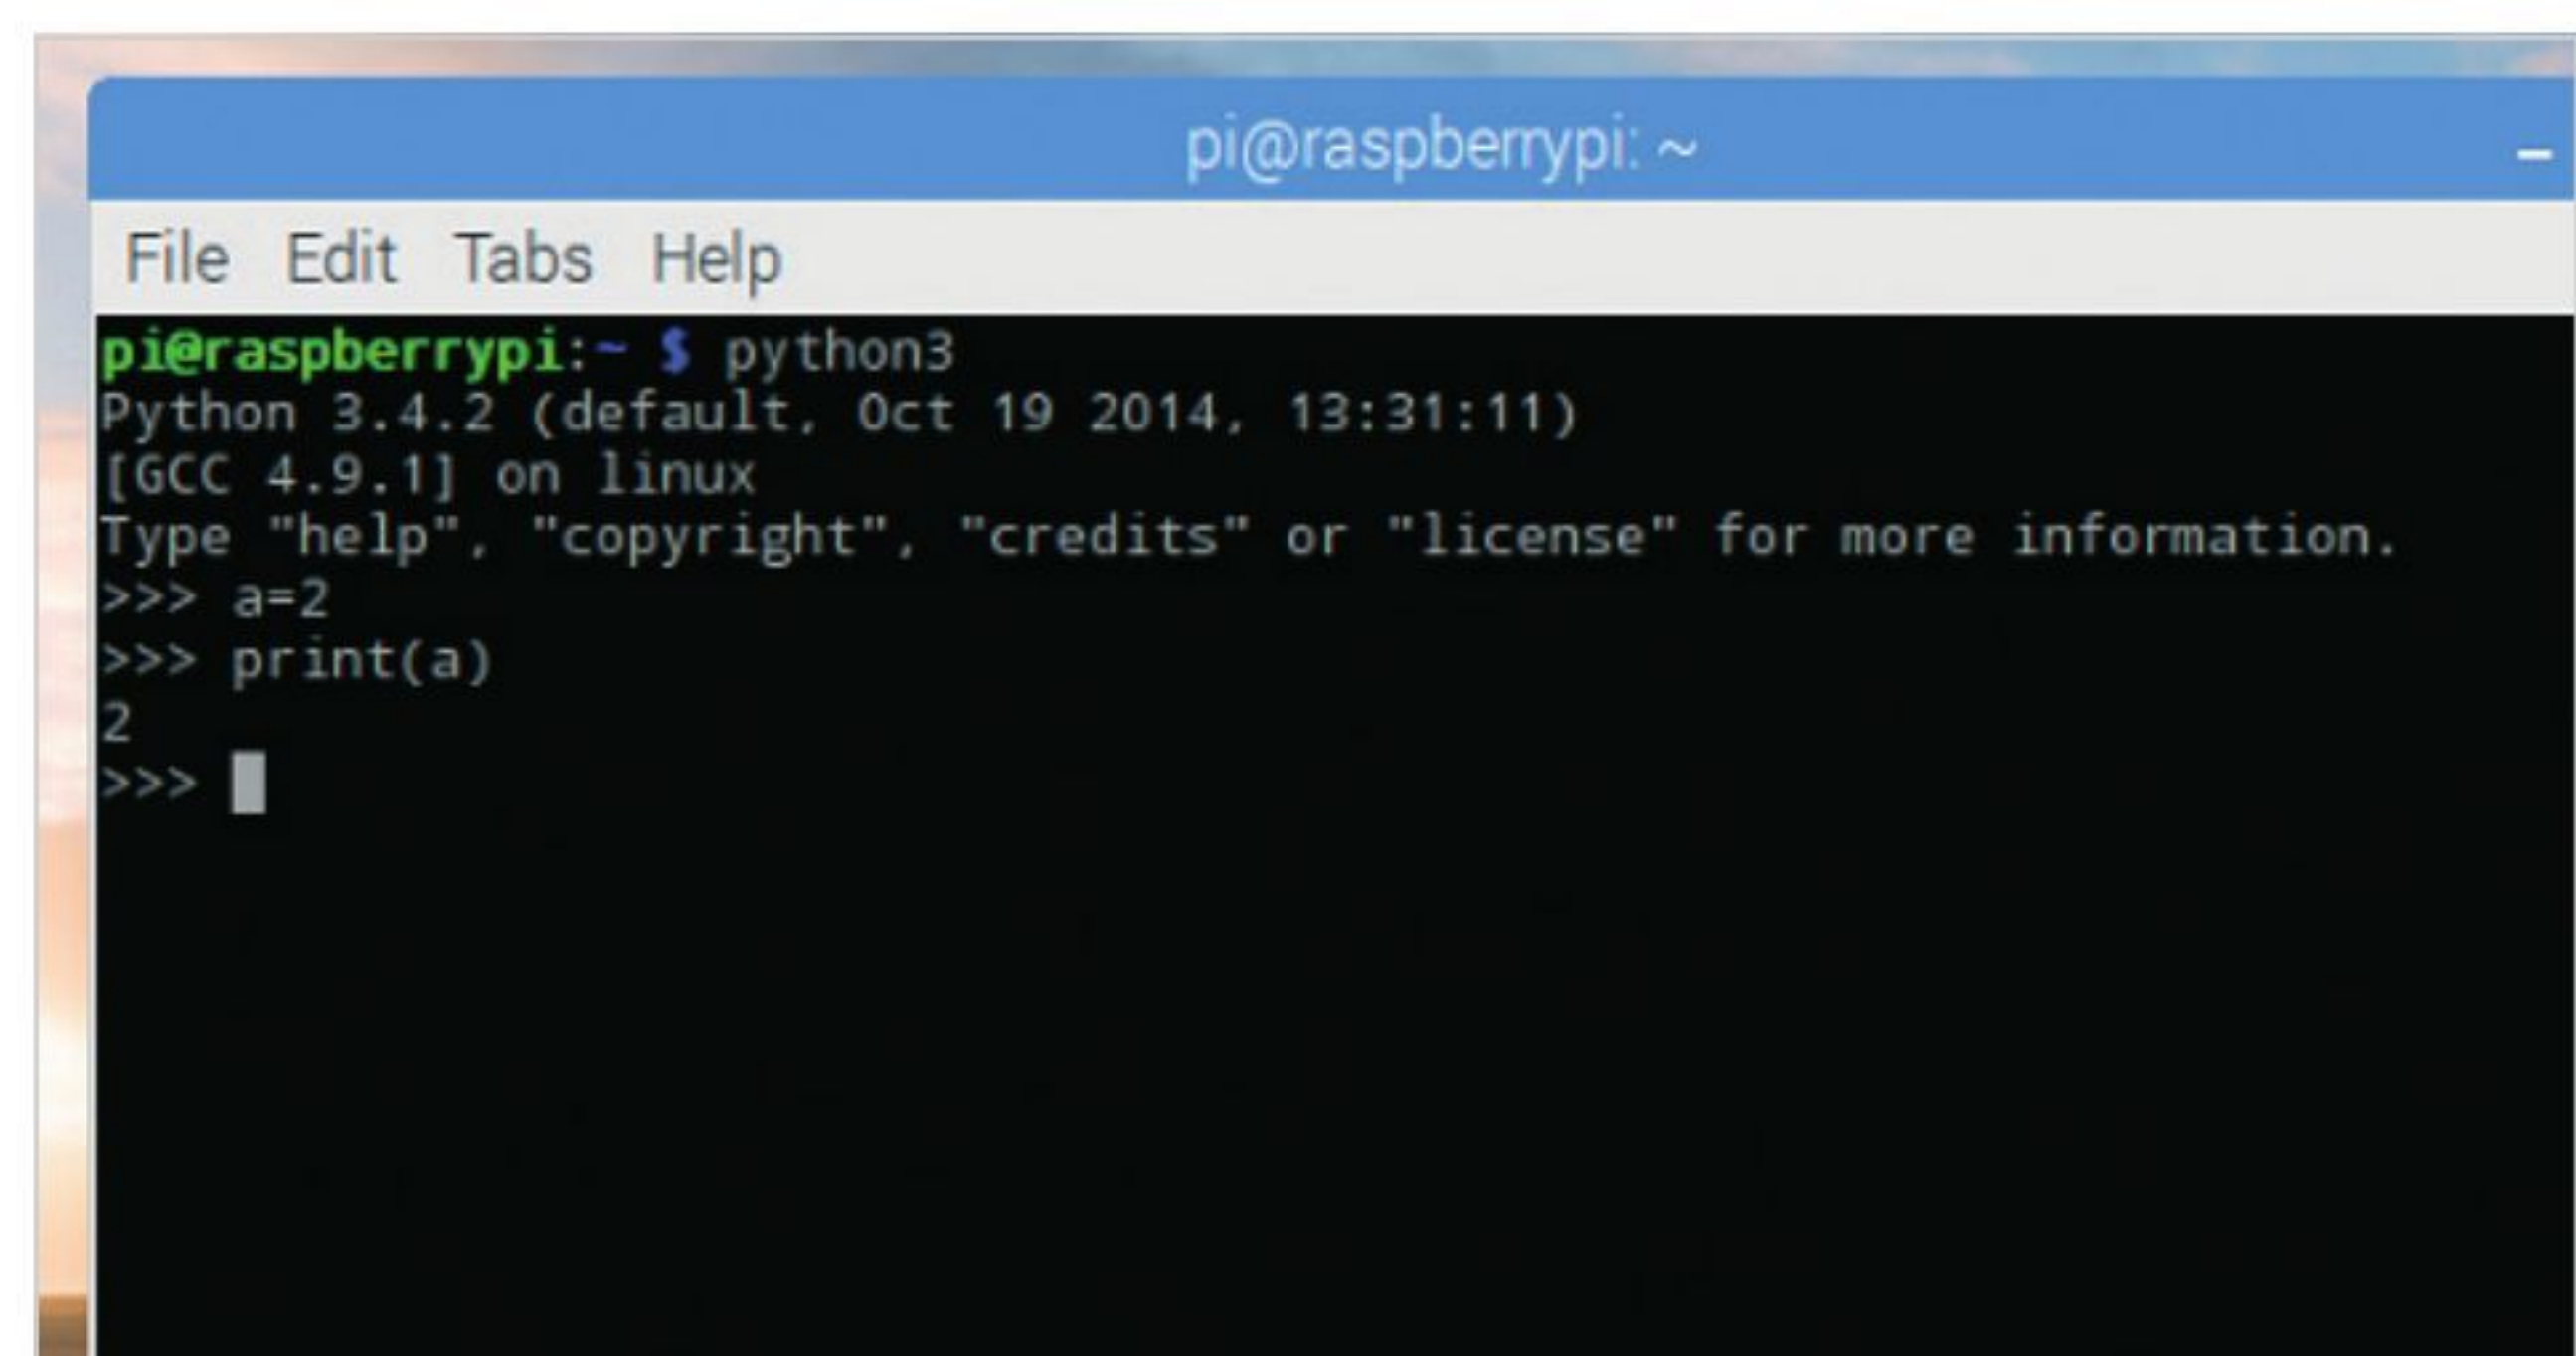 pi@raspberrypi: ~
File Edit Tabs Help
pi@raspberrypi:~ $ python3
Python 3.4.2 (default, Oct 19 2014, 13:31:11)
[GCC 4.9.1] on linux
Type "help", "copyright", "credits" or "license" for more information.
>>> a=2
>>> print(a)
2
>>>